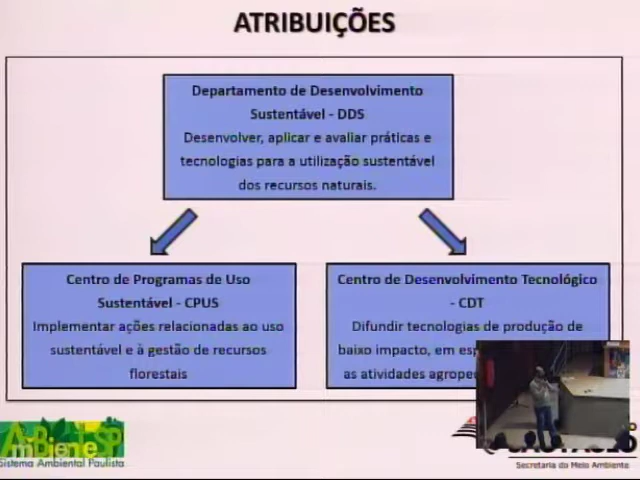 ATRIBUIÇÕES
Departamento de Desenvolvimento
Sustentável - DDS
Desenvolver, aplicar e avaliar práticas e
tecnologias para a utilização sustentável
dos recursos naturais.
Centro de Programas de Uso
Sustentável - CPUS
Implementar ações relacionadas ao uso
sustentável e à gestão de recursos
florestais
Centro de Desenvolvimento Tecnológico
- CDT
Difundir tecnologias de produção de
baixo impacto, em
as atividades
AmBienteSP
Sistema Ambiental Paulista
Secretaria do Meio Ambiente